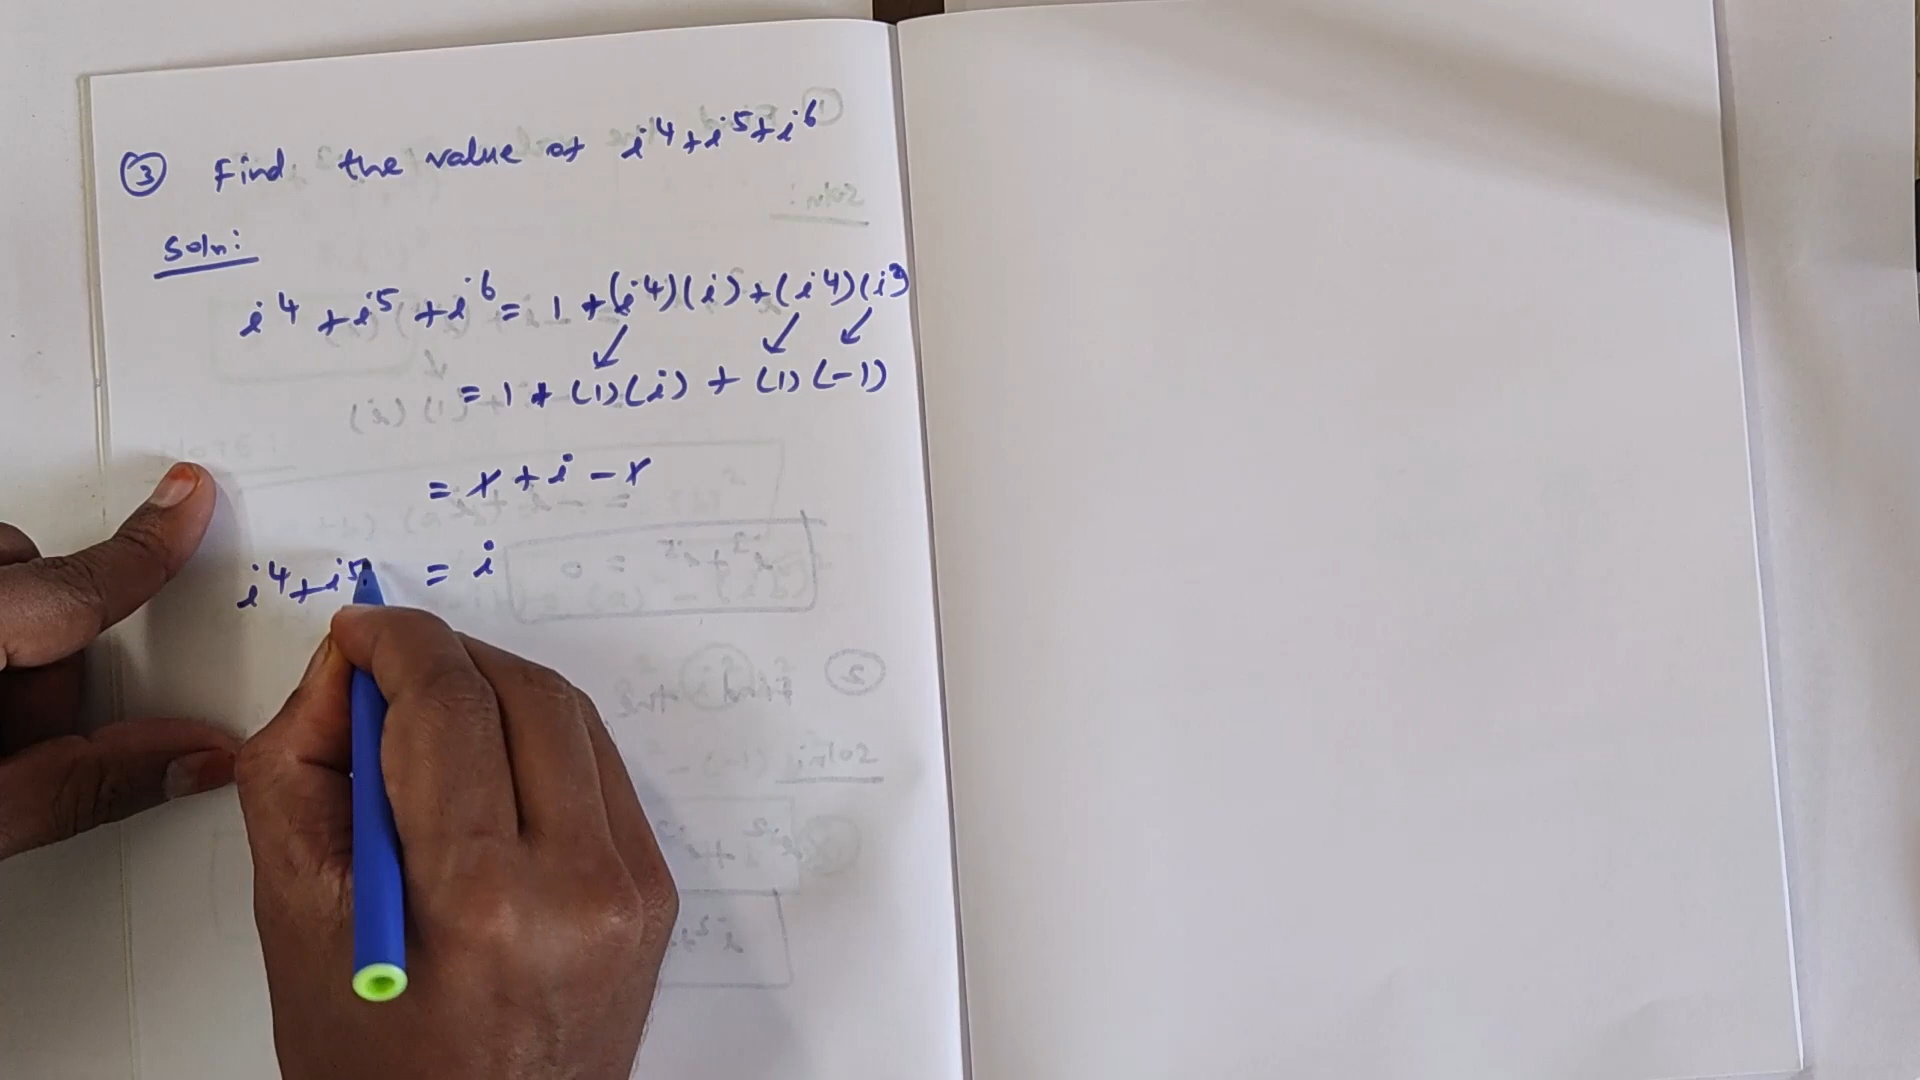 ③ Find the value of i⁴+i⁵+i⁶
Soln:
i⁴ + i⁵ + i⁶ = 1 + (i⁴)(i) + (i⁴)(i²)
= 1 + (1)(i) + (1)(-1)
= 1 + i - 1
i⁴+i⁵ = i